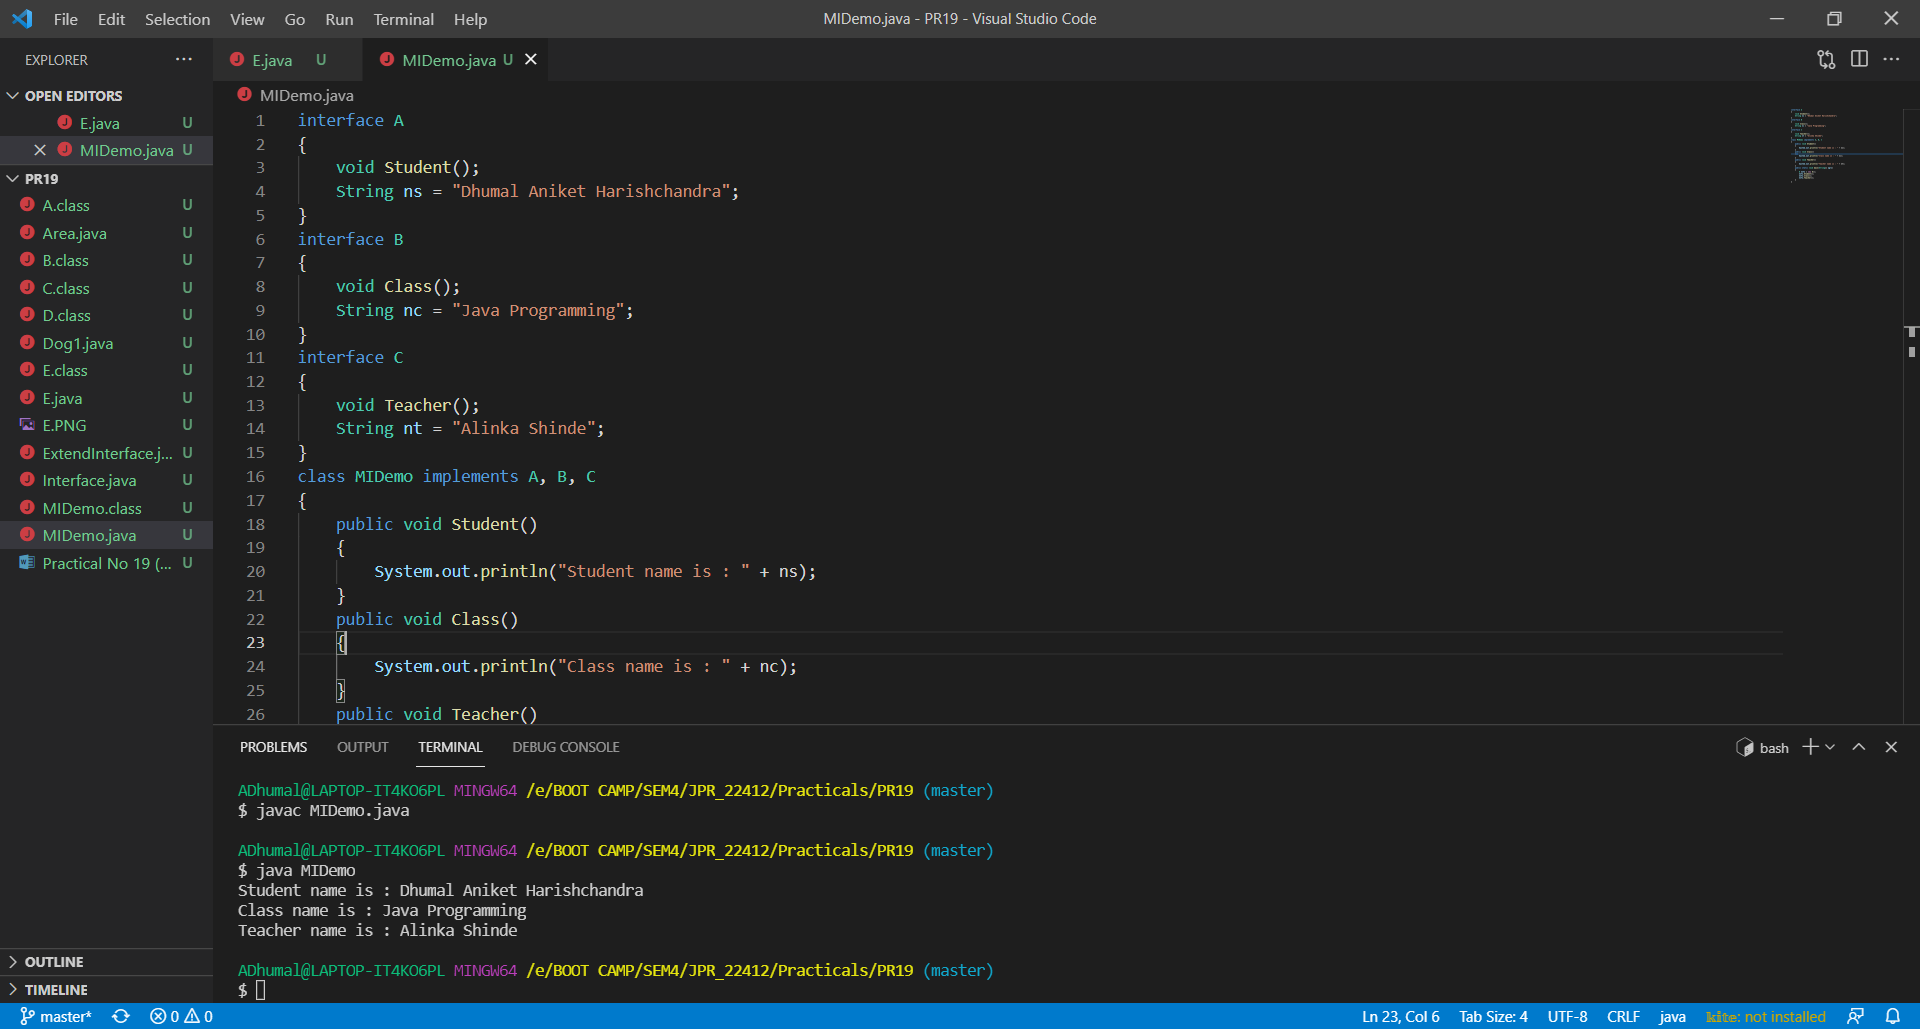 File Edit Selection View Go Run Terminal Help
MIDemo.java - PR19 - Visual Studio Code
EXPLORER ...
E.java U
MIDemo.java U
OPEN EDITORS
E.java U
MIDemo.java U
PR19
A.class U
Area.java U
B.class U
C.class U
D.class U
Dog1.java U
E.class U
E.java U
E.PNG U
ExtendInterface.j... U
Interface.java U
MIDemo.class U
MIDemo.java U
Practical No 19 (... U
OUTLINE
TIMELINE
MIDemo.java
1 interface A
2 {
3 void Student();
4 String ns = "Dhumal Aniket Harishchandra";
5 }
6 interface B
7 {
8 void Class();
9 String nc = "Java Programming";
10 }
11 interface C
12 {
13 void Teacher();
14 String nt = "Alinka Shinde";
15 }
16 class MIDemo implements A, B, C
17 {
18 public void Student()
19 {
20 System.out.println("Student name is : " + ns);
21 }
22 public void Class()
23 {
24 System.out.println("Class name is : " + nc);
25 }
26 public void Teacher()
PROBLEMS OUTPUT TERMINAL DEBUG CONSOLE
bash
ADhumal@LAPTOP-IT4KO6PL MINGW64 /e/BOOT CAMP/SEM4/JPR_22412/Practicals/PR19 (master)
$ javac MIDemo.java
ADhumal@LAPTOP-IT4KO6PL MINGW64 /e/BOOT CAMP/SEM4/JPR_22412/Practicals/PR19 (master)
$ java MIDemo
Student name is : Dhumal Aniket Harishchandra
Class name is : Java Programming
Teacher name is : Alinka Shinde
ADhumal@LAPTOP-IT4KO6PL MINGW64 /e/BOOT CAMP/SEM4/JPR_22412/Practicals/PR19 (master)
$
master* 0 0
Ln 23, Col 6 Tab Size: 4 UTF-8 CRLF java kite: not installed